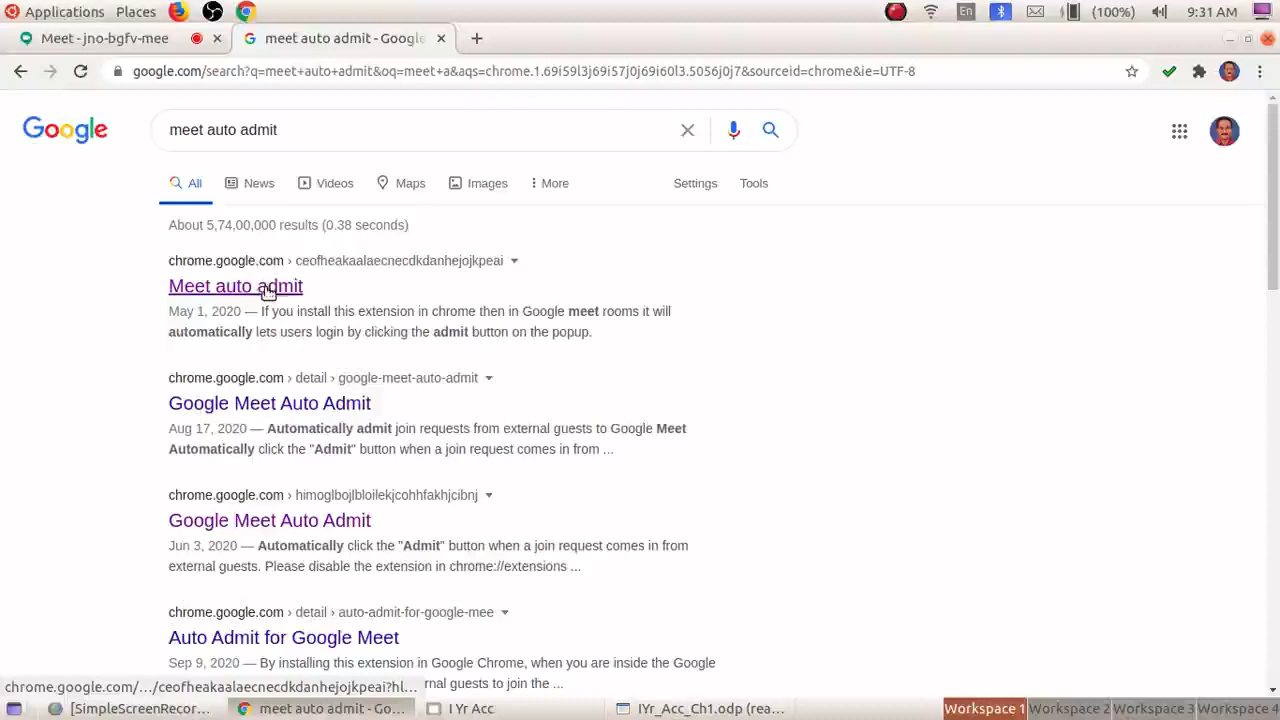 Applications Places En (100%) 9:31 AM
Meet - jno-bgfv-mee meet auto admit - Google
google.com/search?q=meet+auto+admit&oq=meet+a&aqs=chrome.1.69i59l3j69i57j0j69i60l3.5056j0j7&sourceid=chrome&ie=UTF-8
Google meet auto admit
All News Videos Maps Images More Settings Tools
About 5,74,00,000 results (0.38 seconds)
chrome.google.com › ceofheakaalaecnecdkdanhejojkpeai
Meet auto admit
May 1, 2020 — If you install this extension in chrome then in Google meet rooms it will
automatically lets users login by clicking the admit button on the popup.
chrome.google.com › detail › google-meet-auto-admit
Google Meet Auto Admit
Aug 17, 2020 — Automatically admit join requests from external guests to Google Meet
Automatically click the "Admit" button when a join request comes in from ...
chrome.google.com › himoglbojlbloilekjcohhfakhjcibnj
Google Meet Auto Admit
Jun 3, 2020 — Automatically click the "Admit" button when a join request comes in from
external guests. Please disable the extension in chrome://extensions ...
chrome.google.com › detail › auto-admit-for-google-mee
Auto Admit for Google Meet
Sep 9, 2020 — By installing this extension in Google Chrome, when you are inside the Google
rnal guests to join the ...
chrome.google.com/.../ceofheakaalaecnecdkdanhejojkpeai?hl...
[SimpleScreenRecor... meet auto admit - Go... I Yr Acc IYr_Acc_Ch1.odp (rea... Workspace 1 Workspace 2 Workspace 3 Workspace 4